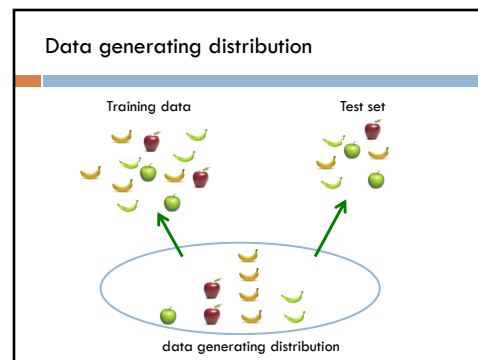 Data generating distribution
Training data
Test set
data generating distribution